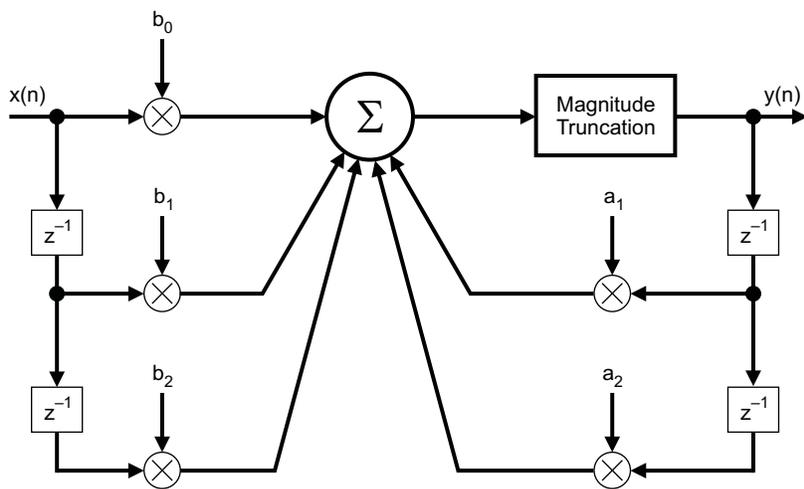 b₀
x(n)
Σ
Magnitude
Truncation
y(n)
b₁
a₁
z⁻¹
z⁻¹
b₂
a₂
z⁻¹
z⁻¹